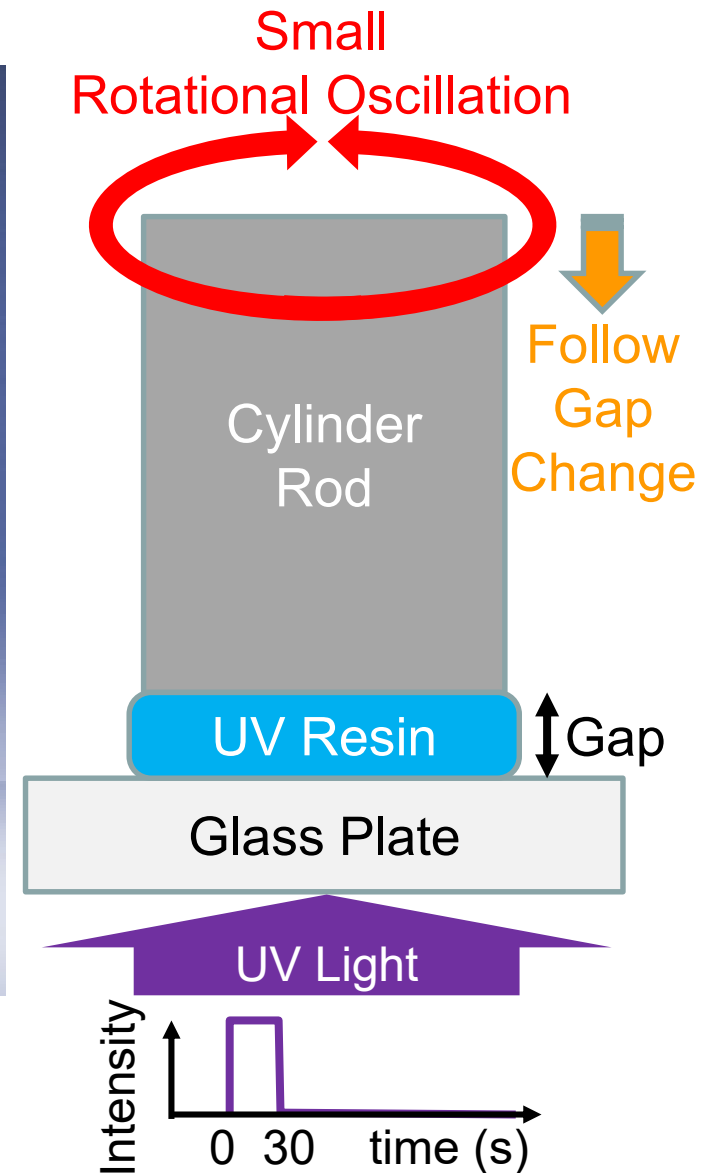 Small
Rotational Oscillation
Follow
Gap
Change
Cylinder
Rod
UV Resin
Gap
Glass Plate
UV Light
Intensity
0 30 time (s)